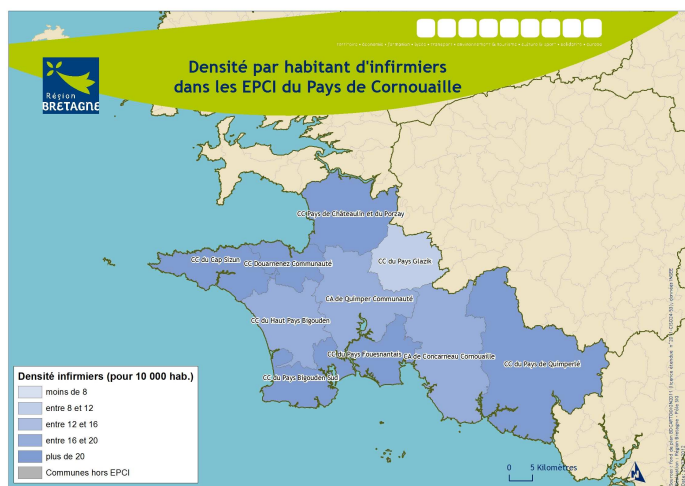 Densité par habitant d'infirmiers
dans les EPCI du Pays de Cornouaille
Région
BRETAGNE
CC Pays de Châteaulin et du Porzay
CC du Cap Sizun
CC Douarnenez Communauté
CC du Pays Glazik
CA de Quimper Communauté
CC du Haut Pays Bigouden
CC du Pays Fouesnantais
CA de Concarneau Cornouaille
CC du Pays de Quimperlé
CC du Pays Bigouden Sud
Densité infirmiers (pour 10 000 hab.)
moins de 8
entre 8 et 12
entre 12 et 16
entre 16 et 20
plus de 20
Communes hors EPCI
0 5 Kilomètres
N